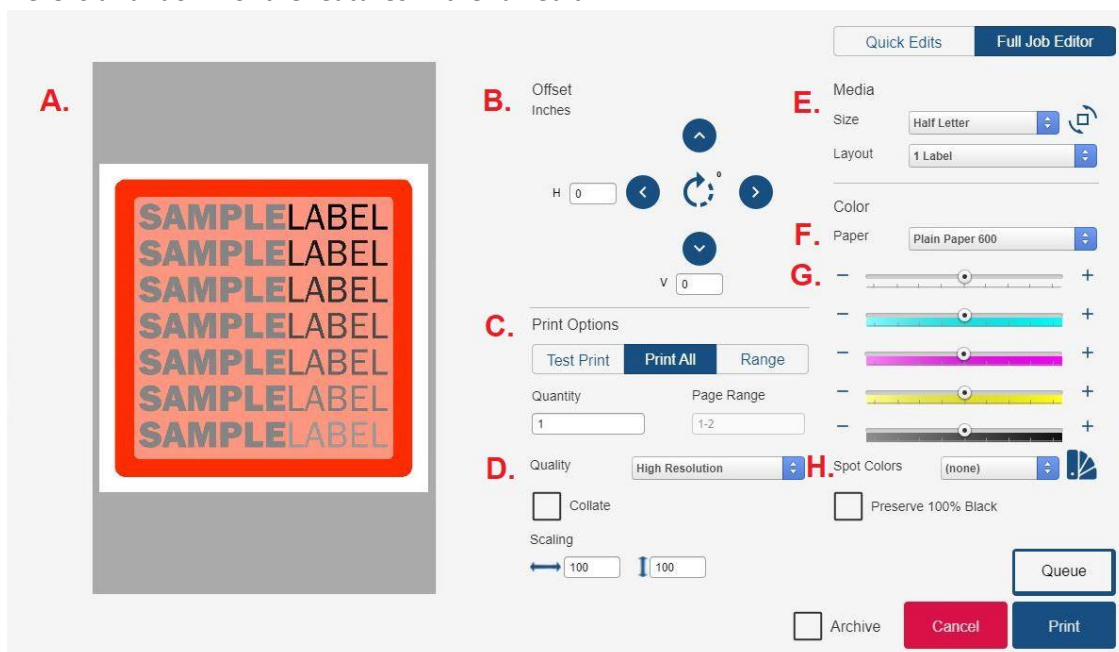 Quick Edits Full Job Editor
A.
SAMPLELABEL
SAMPLELABEL
SAMPLELABEL
SAMPLELABEL
SAMPLELABEL
SAMPLELABEL
SAMPLELABEL
B. Offset
Inches
H 0
V 0
C. Print Options
Test Print Print All Range
Quantity Page Range
1 1-2
D. Quality High Resolution
Collate
Scaling
100 100
E. Media
Size Half Letter
Layout 1 Label
Color
F. Paper Plain Paper 600
G. - +
- +
- +
- +
- +
H. Spot Colors (none)
Preserve 100% Black
Queue
Archive Cancel Print